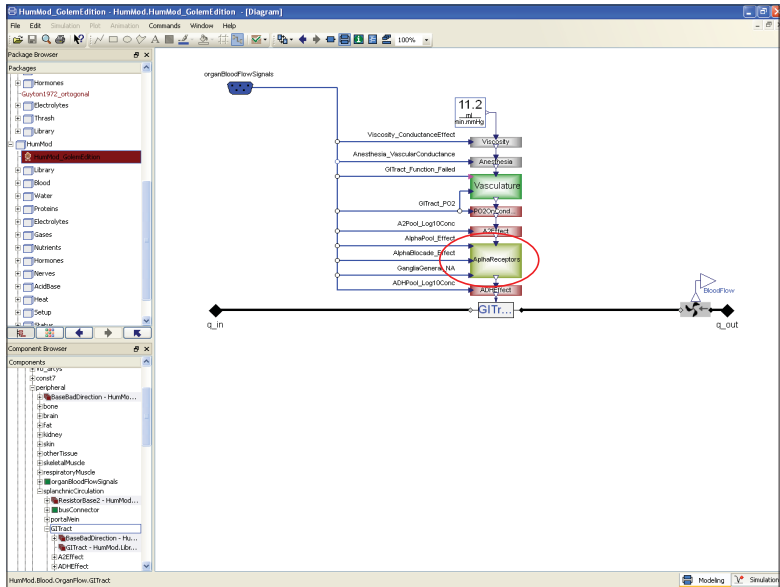 HumMod_GolemEdition - HumMod.HumMod_GolemEdition - [Diagram]
File Edit Simulation Plot Animation Commands Window Help
100%
Package Browser
Packages
Hormones
Guyton1972_ortogonal
Electrolytes
Thrash
Library
HumMod
HumMod_GolemEdition
Library
Blood
Water
Proteins
Electrolytes
Gases
Nutrients
Hormones
Nerves
AcidBase
Heat
Setup
Status
Component Browser
Components
const7
peripheral
BaseBadDirection - HumMo...
bone
brain
fat
kidney
skin
otherTissue
skeletalMuscle
respiratoryMuscle
organBloodFlowSignals
splanchnicCirculation
ResistorBase2 - HumMod...
busConnector
portalVein
GITract
BaseBadDirection - Hu...
GITract - HumMod.Libr...
A2Effect
ADHEffect
organBloodFlowSignals
11.2
ml
min.mmHg
Viscosity_ConductanceEffect
Viscosity
Anesthesia_VascularConductance
Anesthesia
GITract_Function_Failed
Vasculature
GITract_PO2
PO2OnCond...
A2Pool_Log10Conc
A2Effect
AlphaPool_Effect
AlphaBlocade_Effect
AplhaReceptors
GangliaGeneral_NA
ADHPool_Log10Conc
ADHEffect
BloodFlow
GITr...
q_in
q_out
HumMod.Blood.OrganFlow.GITract
Modeling
Simulation